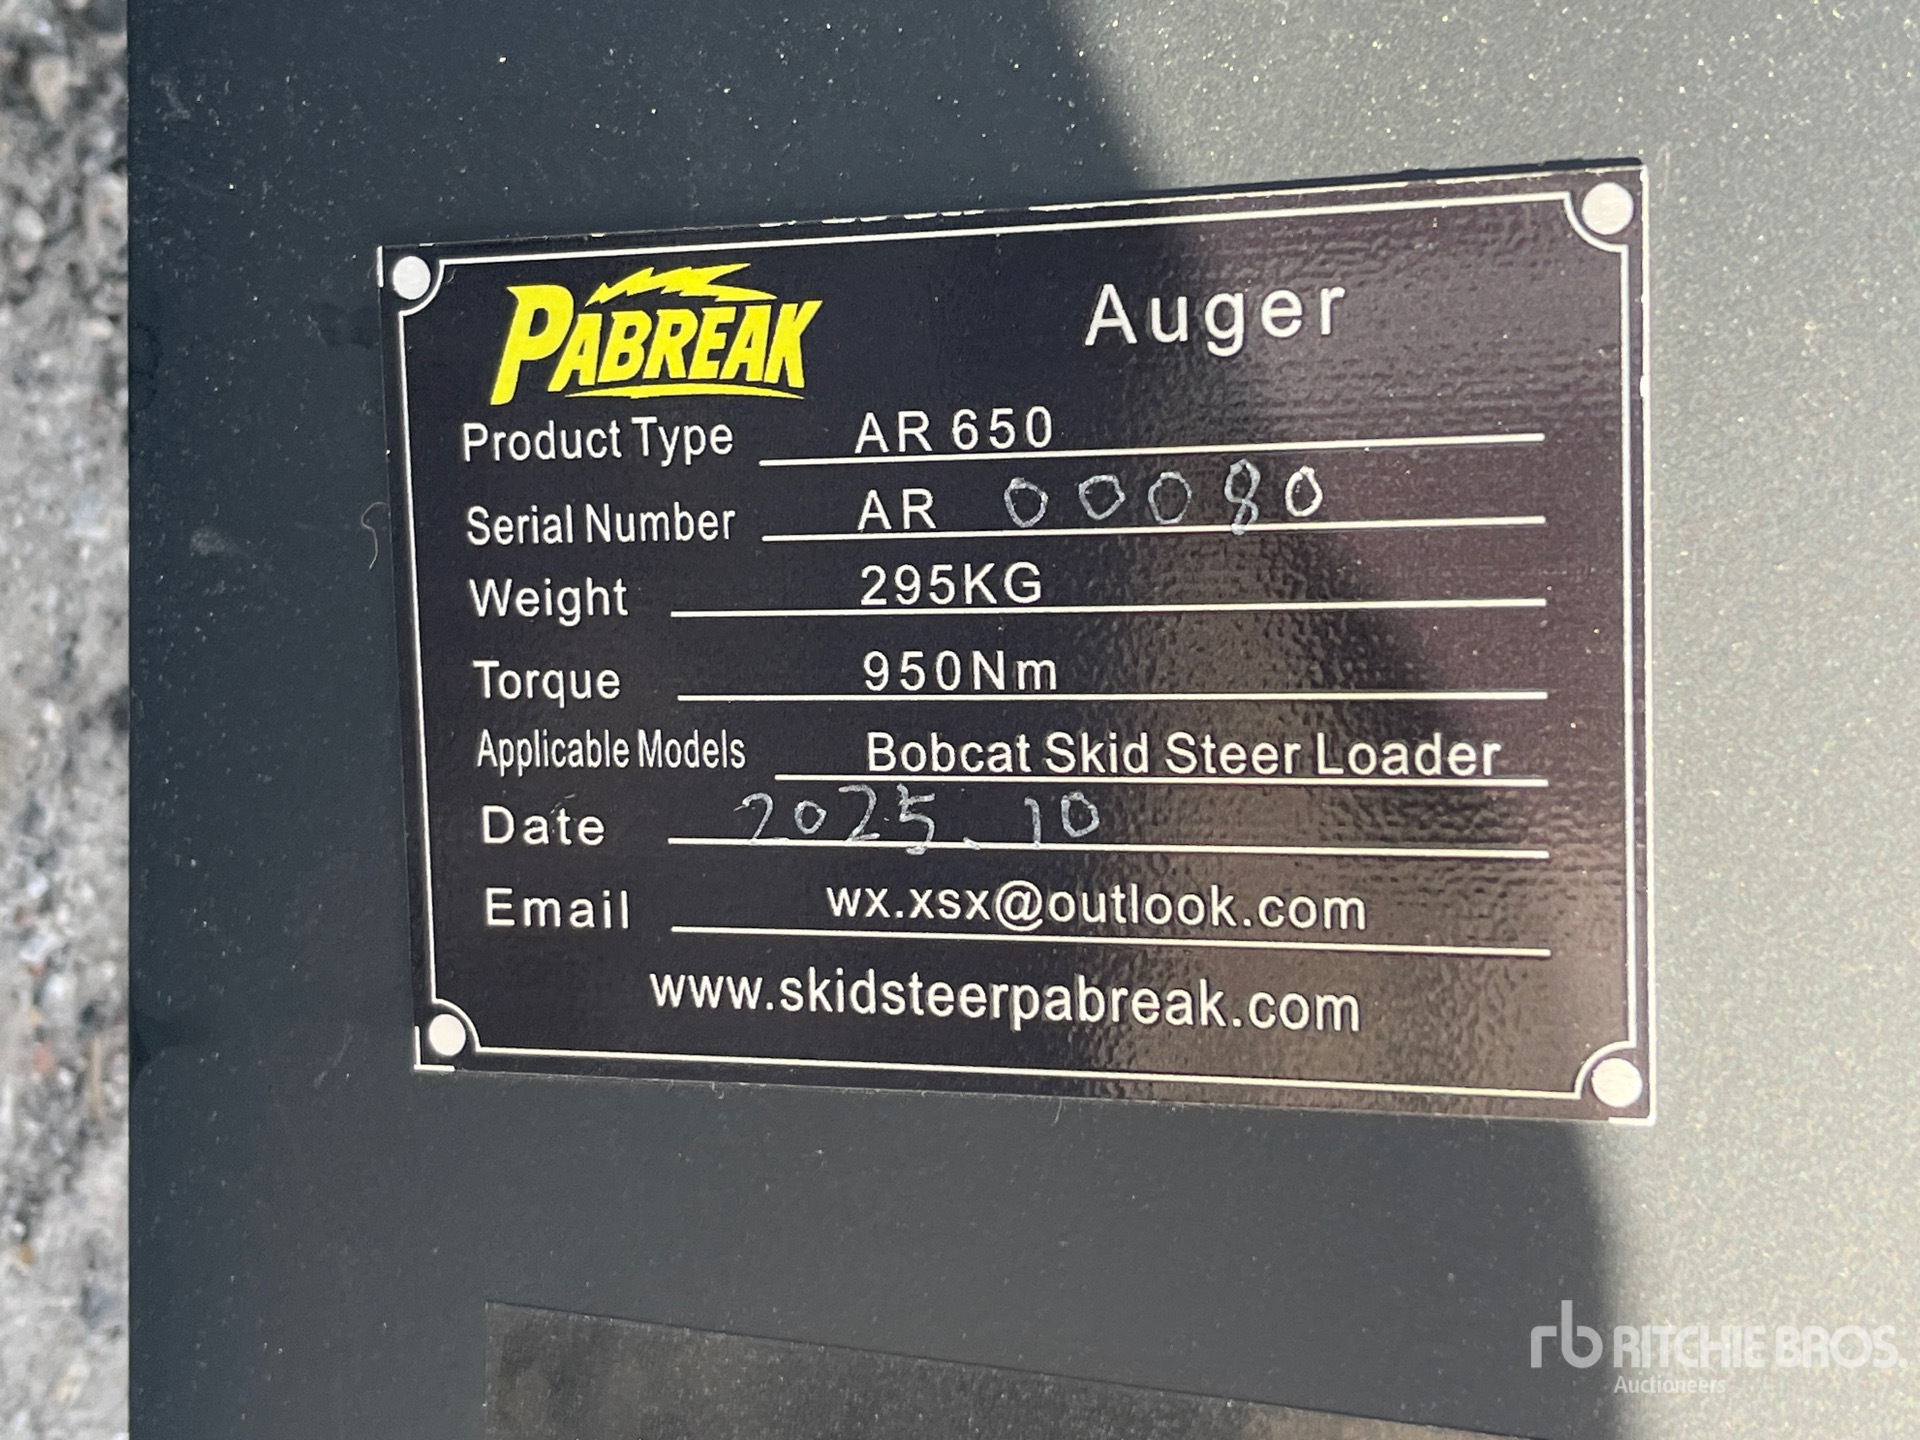 PABREAK Auger
Product Type AR 650
Serial Number AR 00080
Weight 295KG
Torque 950Nm
Applicable Models Bobcat Skid Steer Loader
Date 2025.10
Email wx.xsx@outlook.com
www.skidsteerpabreak.com
rb RITCHIE BROS.
Auctioneers